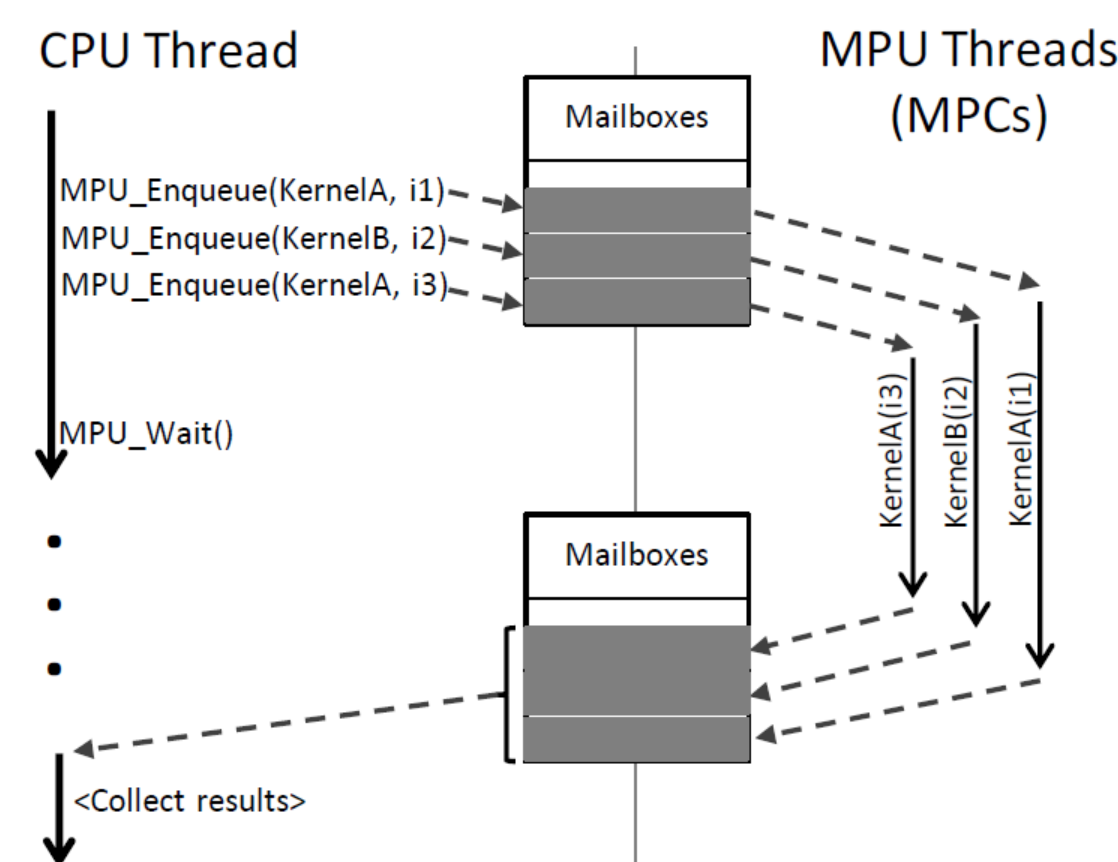 CPU Thread
MPU Threads
(MPCs)
Mailboxes
MPU_Enqueue(KernelA, i1)
MPU_Enqueue(KernelB, i2)
MPU_Enqueue(KernelA, i3)
KernelA(i3)
KernelB(i2)
KernelA(i1)
MPU_Wait()
Mailboxes
<Collect results>